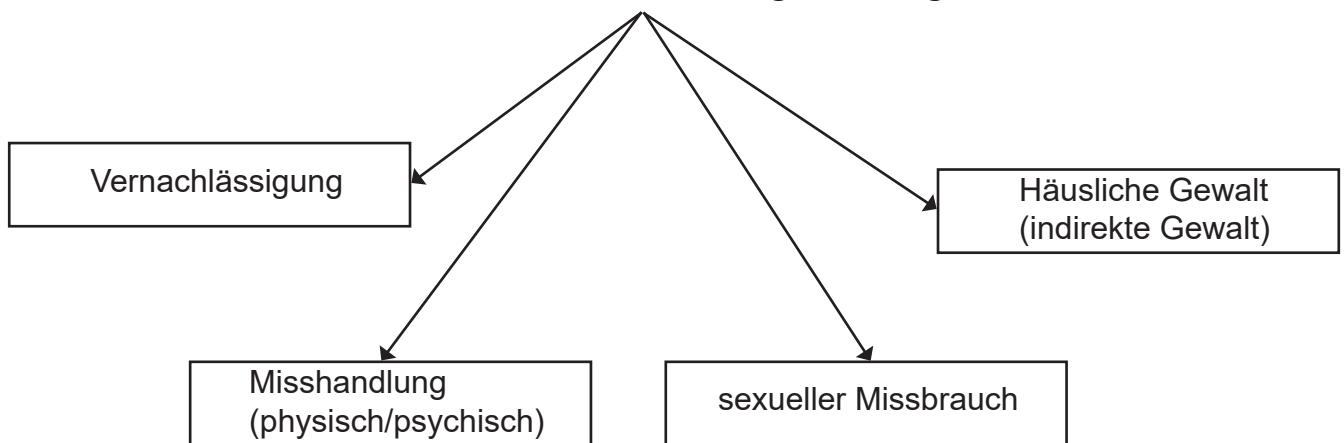 Vernachlässigung
Häusliche Gewalt
(indirekte Gewalt)
Misshandlung
(physisch/psychisch)
sexueller Missbrauch